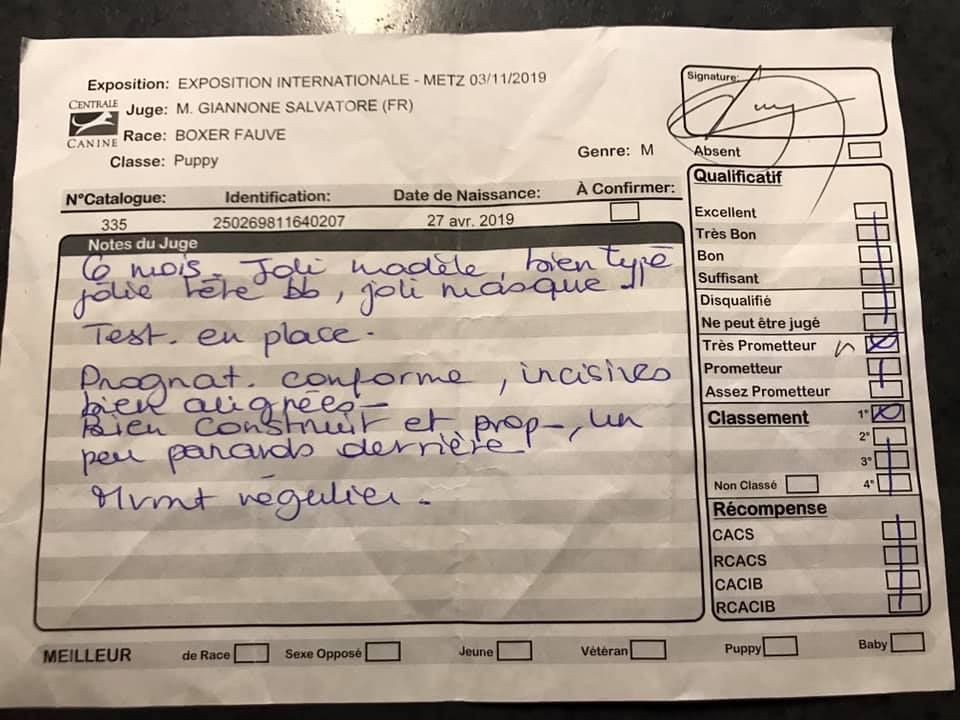 Exposition: EXPOSITION INTERNATIONALE - METZ 03/11/2019
CENTRALE
CANINE
Juge: M. GIANNONE SALVATORE (FR)
Race: BOXER FAUVE
Classe: Puppy
Genre: M
Signature:
Absent
N°Catalogue: Identification: Date de Naissance: À Confirmer:
335 250269811640207 27 avr. 2019
Notes du Juge
6 mois. Joli modèle, bien typé
jolie tête bb, joli masque
Test. en place.
Prognat. conforme, incisives
bien alignées -
Bien construit et prop-, un
peu panards derrière
Mvmt régulier.
Qualificatif
Excellent
Très Bon
Bon
Suffisant
Disqualifié
Ne peut être jugé
Très Prometteur
Prometteur
Assez Prometteur
Classement 1°
2°
3°
Non Classé 4°
Récompense
CACS
RCACS
CACIB
RCACIB
MEILLEUR de Race Sexe Opposé Jeune Vétéran Puppy Baby